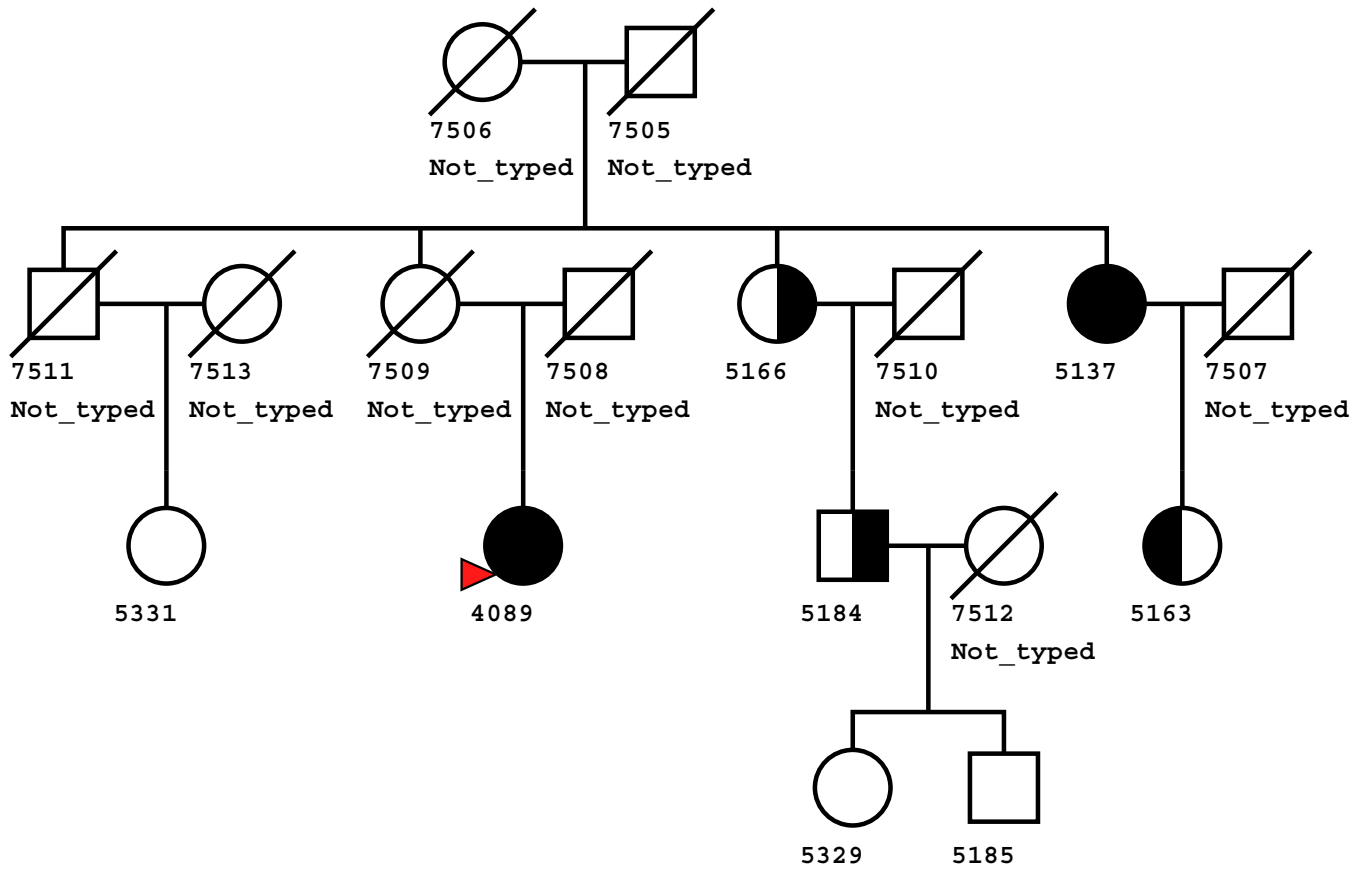 7506 7505
Not_typed Not_typed
7511 7513 7509 7508 5166 7510 5137 7507
Not_typed Not_typed Not_typed Not_typed Not_typed Not_typed
5331 4089 5184 7512 5163
Not_typed
5329 5185